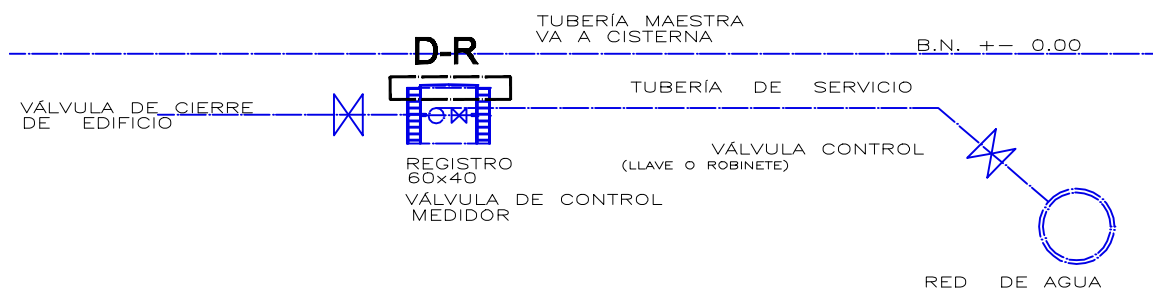 TUBERÍA MAESTRA
VA A CISTERNA
D-R
B.N. +- 0.00
TUBERÍA DE SERVICIO
VÁLVULA DE CIERRE
DE EDIFICIO
VÁLVULA CONTROL
(LLAVE O ROBINETE)
REGISTRO
60x40
VÁLVULA DE CONTROL
MEDIDOR
RED DE AGUA